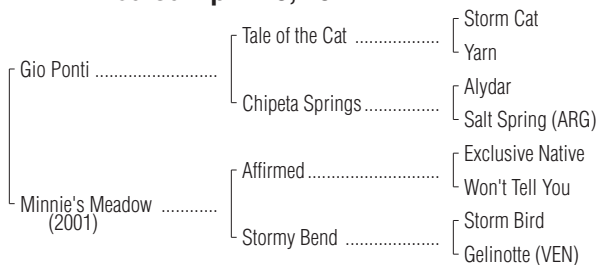 Storm Cat
Tale of the Cat ..................
Yarn
Gio Ponti ..........................
Alydar
Chipeta Springs................
Salt Spring (ARG)
Exclusive Native
Affirmed............................
Won't Tell You
Minnie's Meadow ............
(2001)
Storm Bird
Stormy Bend ....................
Gelinotte (VEN)